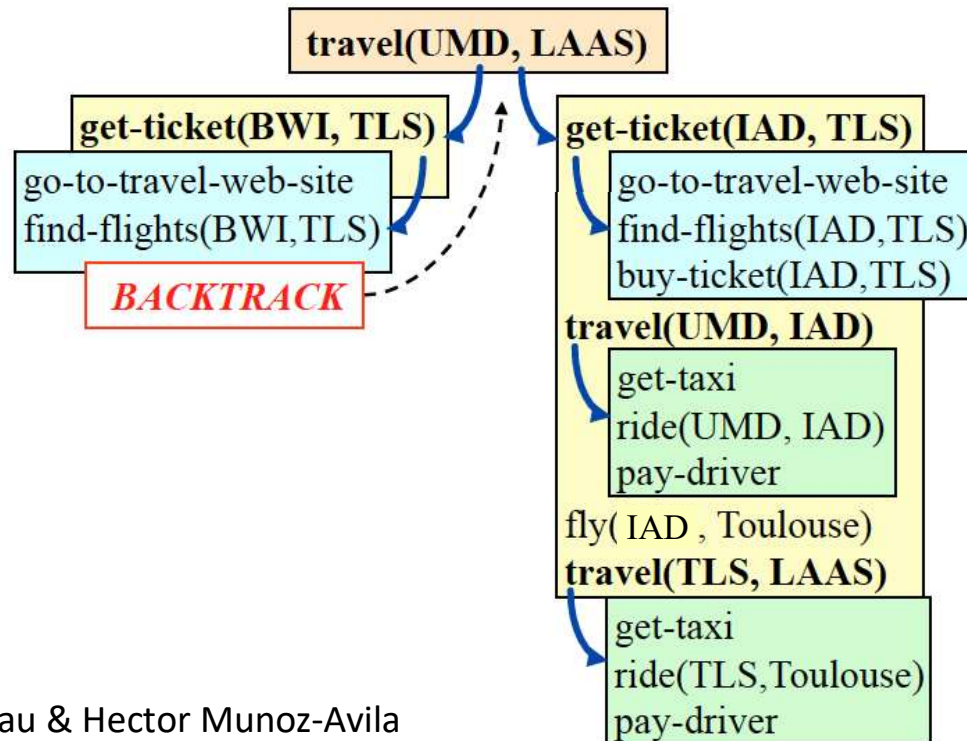 travel(UMD, LAAS)
get-ticket(BWI, TLS)
go-to-travel-web-site
find-flights(BWI,TLS)
BACKTRACK
get-ticket(IAD, TLS)
go-to-travel-web-site
find-flights(IAD,TLS)
buy-ticket(IAD,TLS)
travel(UMD, IAD)
get-taxi
ride(UMD, IAD)
pay-driver
fly( IAD , Toulouse)
travel(TLS, LAAS)
get-taxi
ride(TLS,Toulouse)
pay-driver
& Hector Munoz-Avila